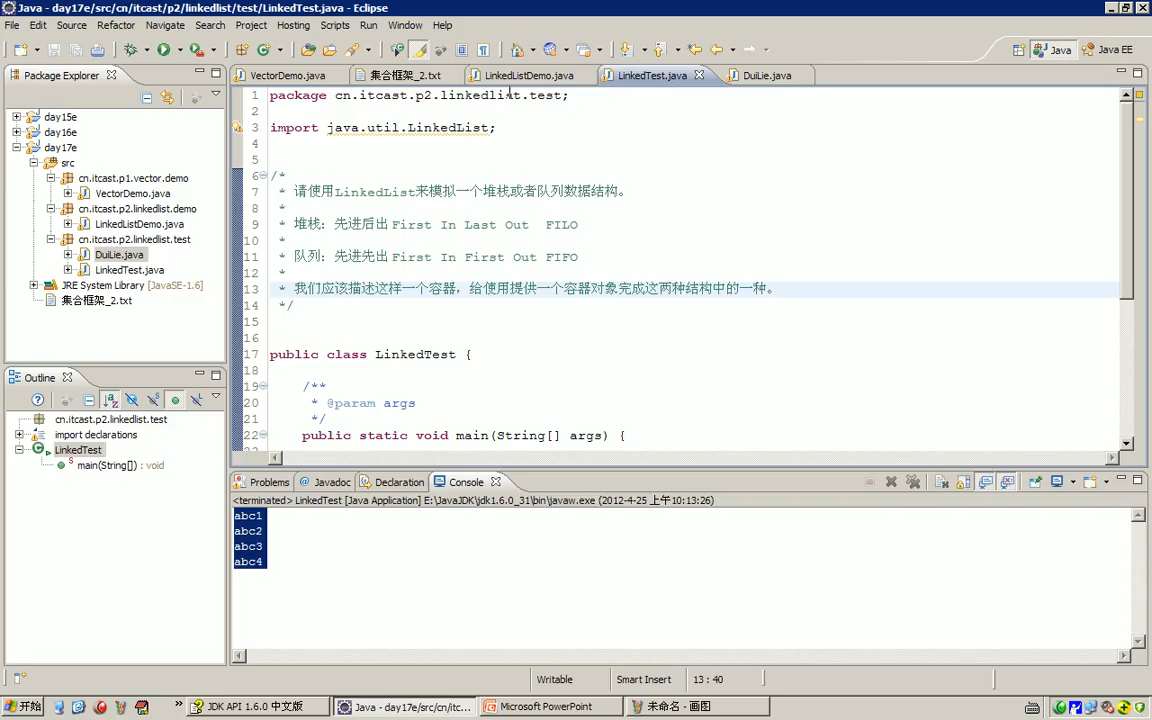 Java - day17e/src/cn/itcast/p2/linkedlist/test/LinkedTest.java - Eclipse
File Edit Source Refactor Navigate Search Project Hosting Scripts Run Window Help
Java Java EE
Package Explorer
VectorDemo.java 集合框架_2.txt LinkedListDemo.java LinkedTest.java DuiLie.java
day15e
day16e
day17e
src
cn.itcast.p1.vector.demo
VectorDemo.java
cn.itcast.p2.linkedlist.demo
LinkedListDemo.java
cn.itcast.p2.linkedlist.test
DuiLie.java
LinkedTest.java
JRE System Library [JavaSE-1.6]
集合框架_2.txt
1 package cn.itcast.p2.linkedlist.test;
2
3 import java.util.LinkedList;
4
5
6 /*
7 * 请使用LinkedList来模拟一个堆栈或者队列数据结构。
8 *
9 * 堆栈：先进后出 First In Last Out FILO
10 *
11 * 队列：先进先出 First In First Out FIFO
12 *
13 * 我们应该描述这样一个容器，给使用提供一个容器对象完成这两种结构中的一种。
14 */
15
16
17 public class LinkedTest {
18
19 /**
20 * @param args
21 */
22 public static void main(String[] args) {
Outline
cn.itcast.p2.linkedlist.test
import declarations
LinkedTest
main(String[]) : void
Problems Javadoc Declaration Console
<terminated> LinkedTest [Java Application] E:\JavaJDK\jdk1.6.0_31\bin\javaw.exe (2012-4-25 上午10:13:26)
abc1
abc2
abc3
abc4
Writable Smart Insert 13 : 40
开始 JDK API 1.6.0 中文版 Java - day17e/src/cn/itc... Microsoft PowerPoint 未命名 - 画图